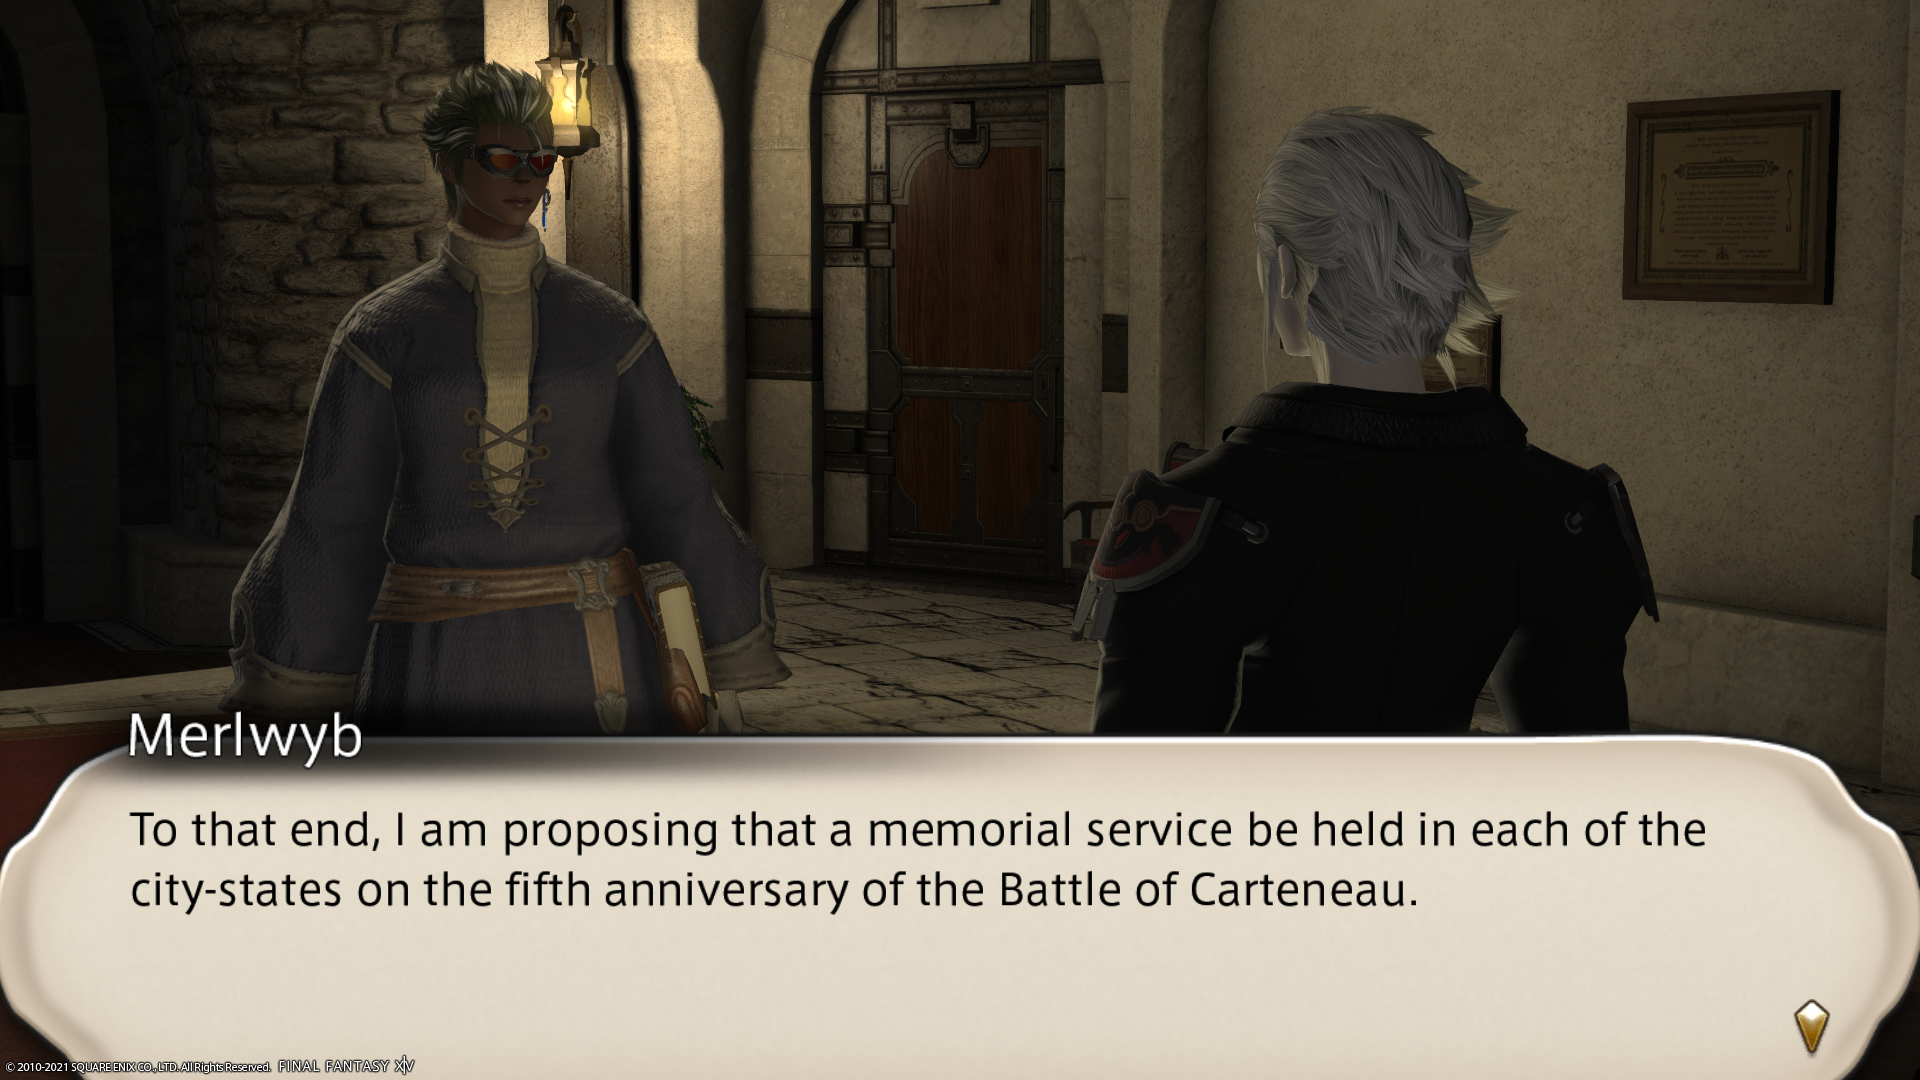 Merlwyb
To that end, I am proposing that a memorial service be held in each of the
city-states on the fifth anniversary of the Battle of Carteneau.
© 2010-2021 SQUARE ENIX CO., LTD. All Rights Reserved. FINAL FANTASY XIV